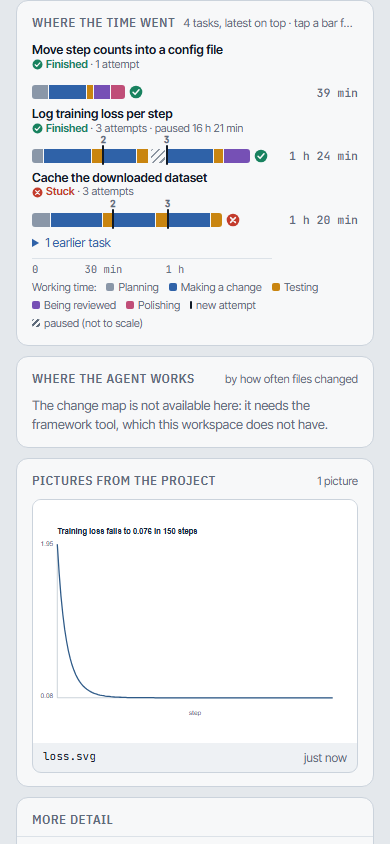 WHERE THE TIME WENT 4 tasks, latest on top · tap a bar f…
Move step counts into a config file
Finished · 1 attempt
39 min
Log training loss per step
Finished · 3 attempts · paused 16 h 21 min
2 3
1 h 24 min
Cache the downloaded dataset
Stuck · 3 attempts
2 3
1 h 20 min
1 earlier task
0 30 min 1 h
Working time: Planning Making a change Testing
Being reviewed Polishing new attempt
paused (not to scale)
WHERE THE AGENT WORKS by how often files changed
The change map is not available here: it needs the
framework tool, which this workspace does not have.
PICTURES FROM THE PROJECT 1 picture
Training loss falls to 0.076 in 150 steps
1.95
0.08
step
loss.svg just now
MORE DETAIL